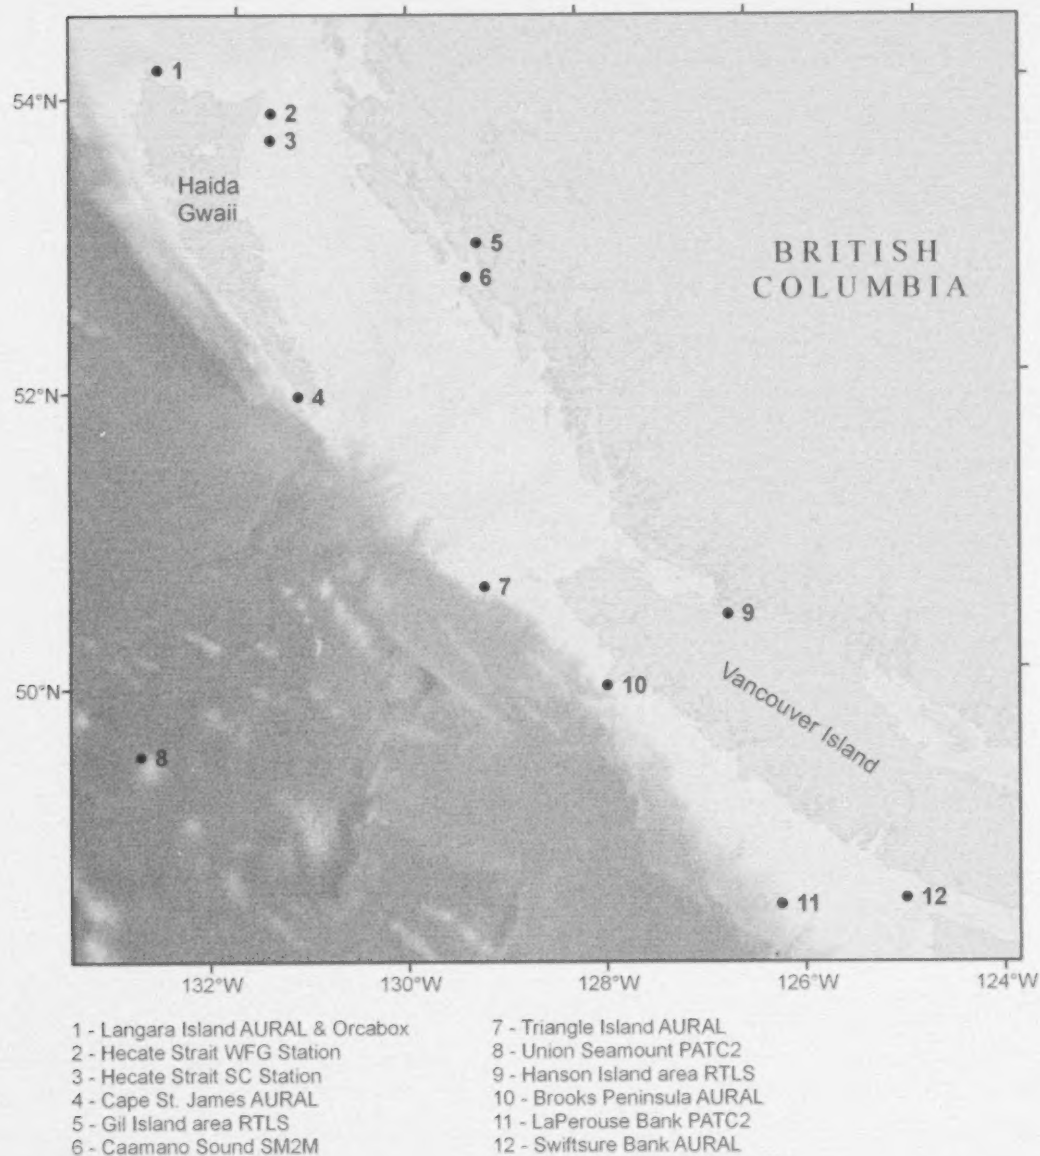 1
54°N
2
3
Haida
Gwaii
5
BRITISH
COLUMBIA
6
52°N
4
7
9
50°N
10
Vancouver Island
8
11
12
132°W
130°W
128°W
126°W
124°W
1 - Langara Island AURAL & Orcabox
2 - Hecate Strait WFG Station
3 - Hecate Strait SC Station
4 - Cape St. James AURAL
5 - Gil Island area RTLS
6 - Caamano Sound SM2M
7 - Triangle Island AURAL
8 - Union Seamount PATC2
9 - Hanson Island area RTLS
10 - Brooks Peninsula AURAL
11 - LaPerouse Bank PATC2
12 - Swiftsure Bank AURAL